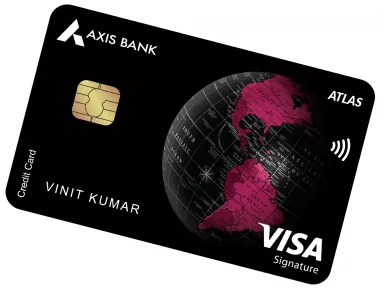 AXIS BANK
ATLAS
Credit Card
VINIT KUMAR
VISA
Signature